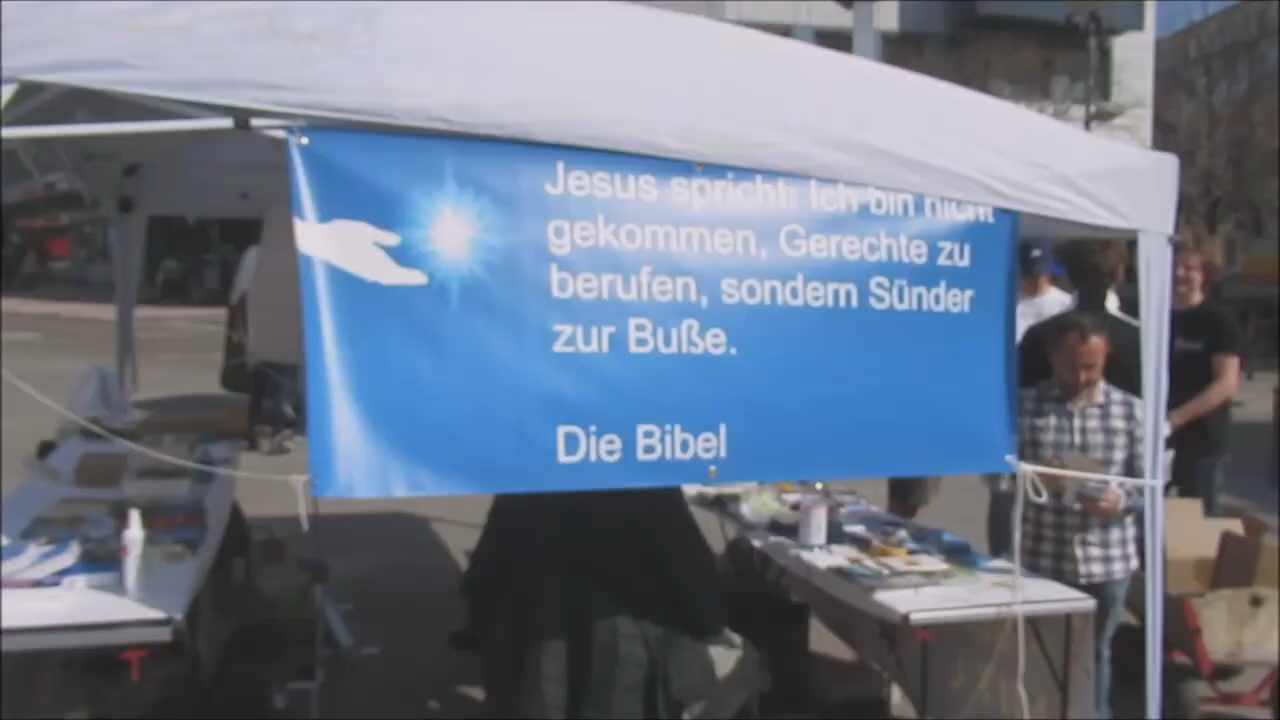 Jesus spricht: Ich bin nicht
gekommen, Gerechte zu
berufen, sondern Sünder
zur Buße.
Die Bibel